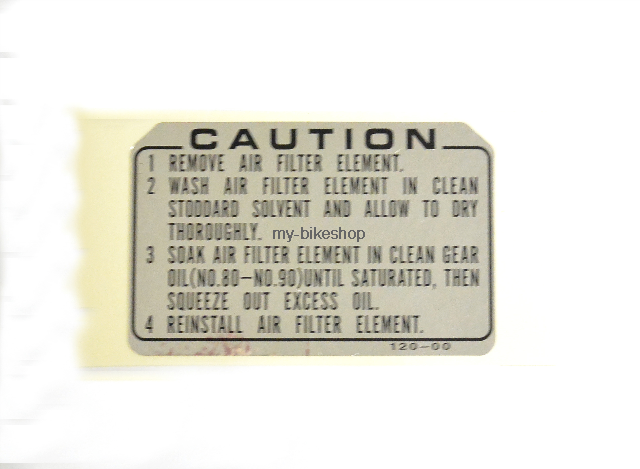 CAUTION
1 REMOVE AIR FILTER ELEMENT.
2 WASH AIR FILTER ELEMENT IN CLEAN
STODDARD SOLVENT AND ALLOW TO DRY
THOROUGHLY.
my-bikeshop
3 SOAK AIR FILTER ELEMENT IN CLEAN GEAR
OIL(NO.80-NO.90)UNTIL SATURATED, THEN
SQUEEZE OUT EXCESS OIL.
4 REINSTALL AIR FILTER ELEMENT.
120-00